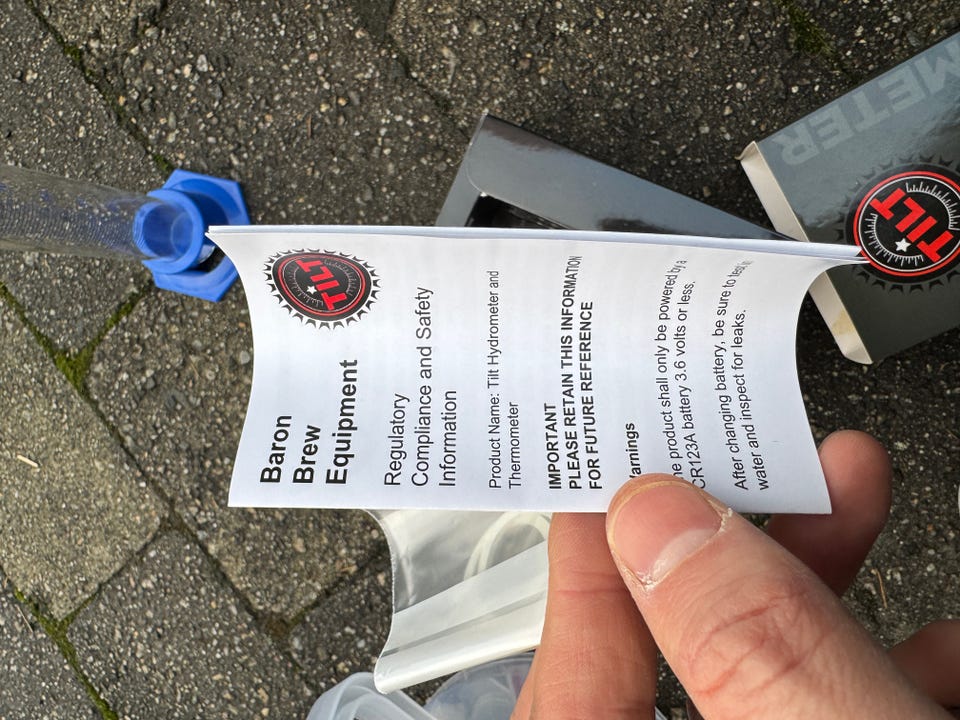 TILT
Baron
Brew
Equipment
Regulatory
Compliance and Safety
Information
Product Name: Tilt Hydrometer and
Thermometer
IMPORTANT
PLEASE RETAIN THIS INFORMATION
FOR FUTURE REFERENCE
arnings
he product shall only be powered by a
CR123A battery 3.6 volts or less.
After changing battery, be sure to test in
water and inspect for leaks.
METER
TILT